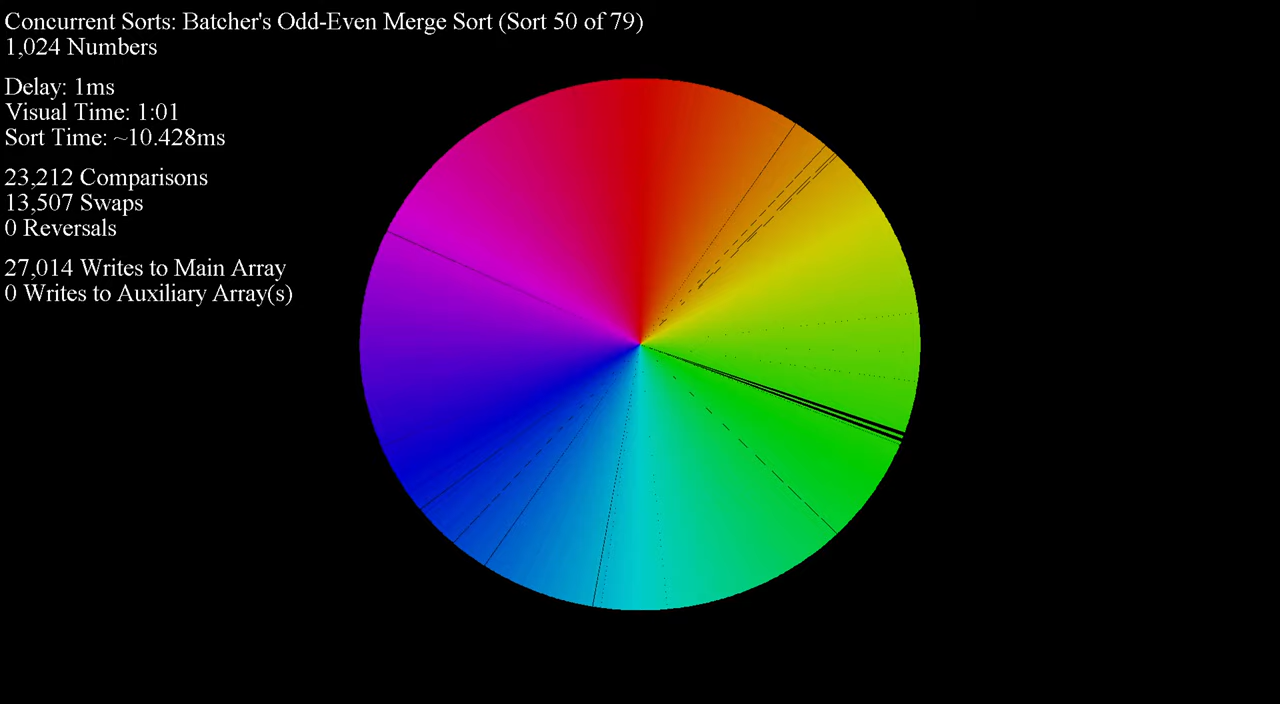 Concurrent Sorts: Batcher's Odd-Even Merge Sort (Sort 50 of 79)
1,024 Numbers
Delay: 1ms
Visual Time: 1:01
Sort Time: ~10.428ms
23,212 Comparisons
13,507 Swaps
0 Reversals
27,014 Writes to Main Array
0 Writes to Auxiliary Array(s)